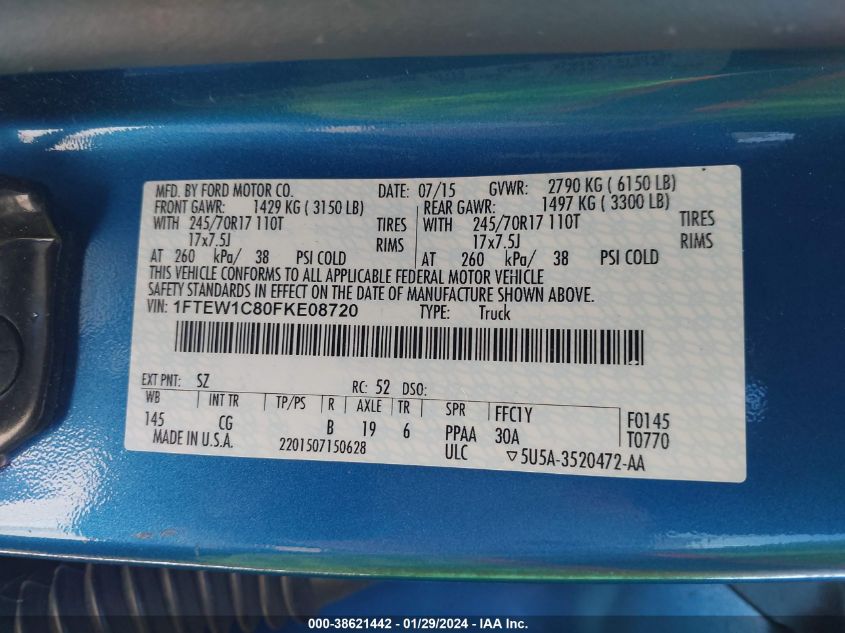 MFD. BY FORD MOTOR CO. DATE: 07/15 GVWR: 2790 KG ( 6150 LB)
FRONT GAWR: 1429 KG ( 3150 LB) REAR GAWR: 1497 KG ( 3300 LB)
WITH 245/70R17 110T TIRES WITH 245/70R17 110T TIRES
17x7.5J RIMS 17x7.5J RIMS
AT 260 kPa/ 38 PSI COLD AT 260 kPa/ 38 PSI COLD
THIS VEHICLE CONFORMS TO ALL APPLICABLE FEDERAL MOTOR VEHICLE
SAFETY STANDARDS IN EFFECT ON THE DATE OF MANUFACTURE SHOWN ABOVE.
VIN: 1FTEW1C80FKE08720 TYPE: Truck
EXT PNT: SZ RC: 52 DSO:
WB INT TR TP/PS R AXLE TR SPR FFC1Y F0145
145 CG B 19 6 PPAA 30A T0770
MADE IN U.S.A. 2201507150628 ULC ▽5U5A-3520472-AA
000-38621442 - 01/29/2024 - IAA Inc.